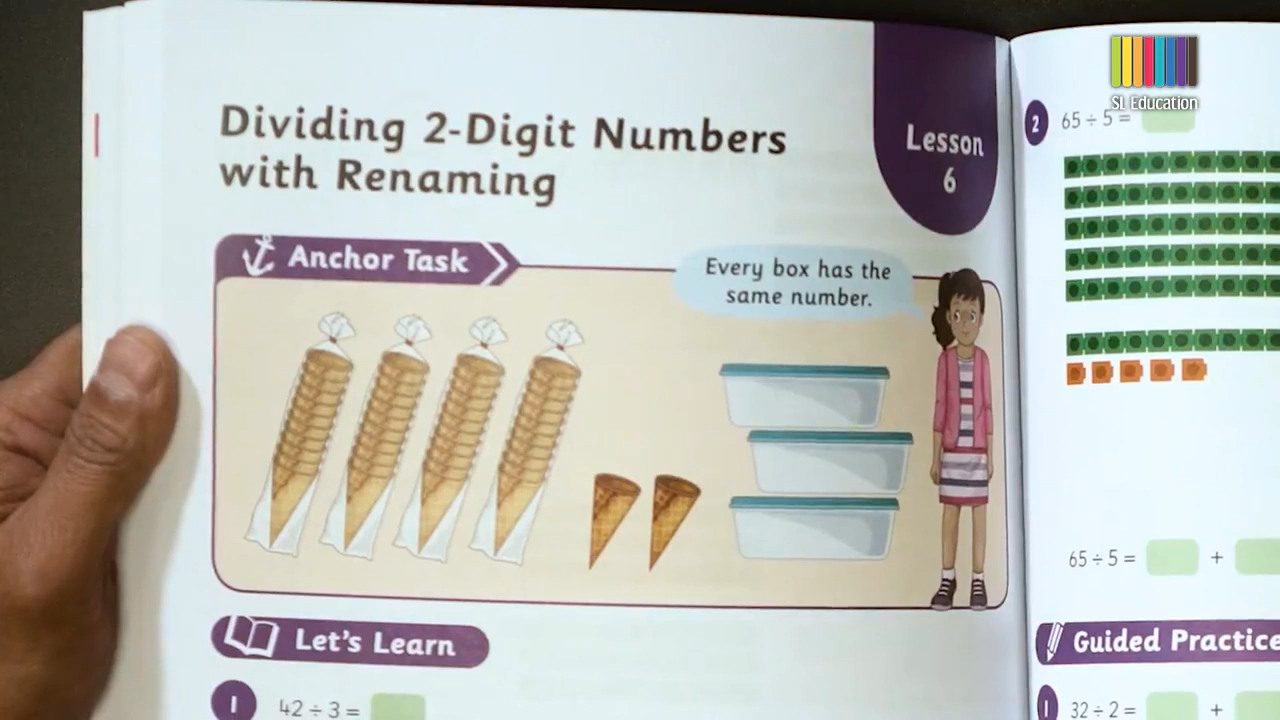 Dividing 2-Digit Numbers
with Renaming
Lesson
6
Anchor Task
Every box has the
same number.
Let's Learn
1
42 ÷ 3 =
SL Education
2
65 ÷ 5 =
65 ÷ 5 = +
Guided Practice
1
32 ÷ 2 = +